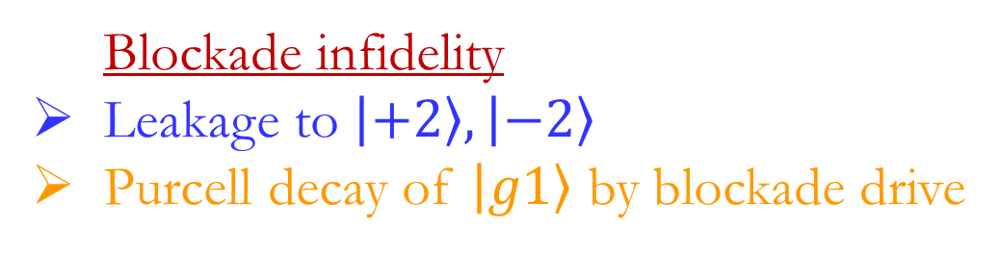 Blockade infidelity
➢ Leakage to |+2⟩, |−2⟩
➢ Purcell decay of |g1⟩ by blockade drive